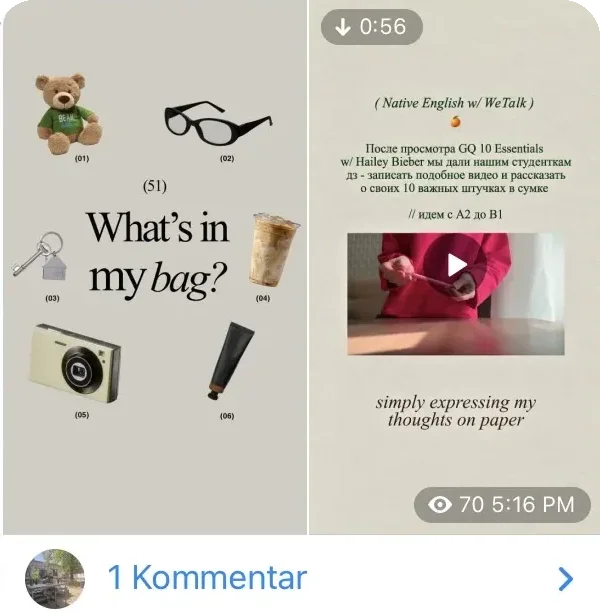 (01)
(02)
(51)
What's in
my bag?
(03)
(04)
(05)
(06)
0:56
( Native English w/ WeTalk )
После просмотра GQ 10 Essentials
w/ Hailey Bieber мы дали нашим студенткам
дз - записать подобное видео и рассказать
о своих 10 важных штучках в сумке
// идем с A2 до B1
simply expressing my
thoughts on paper
70 5:16 PM
1 Kommentar